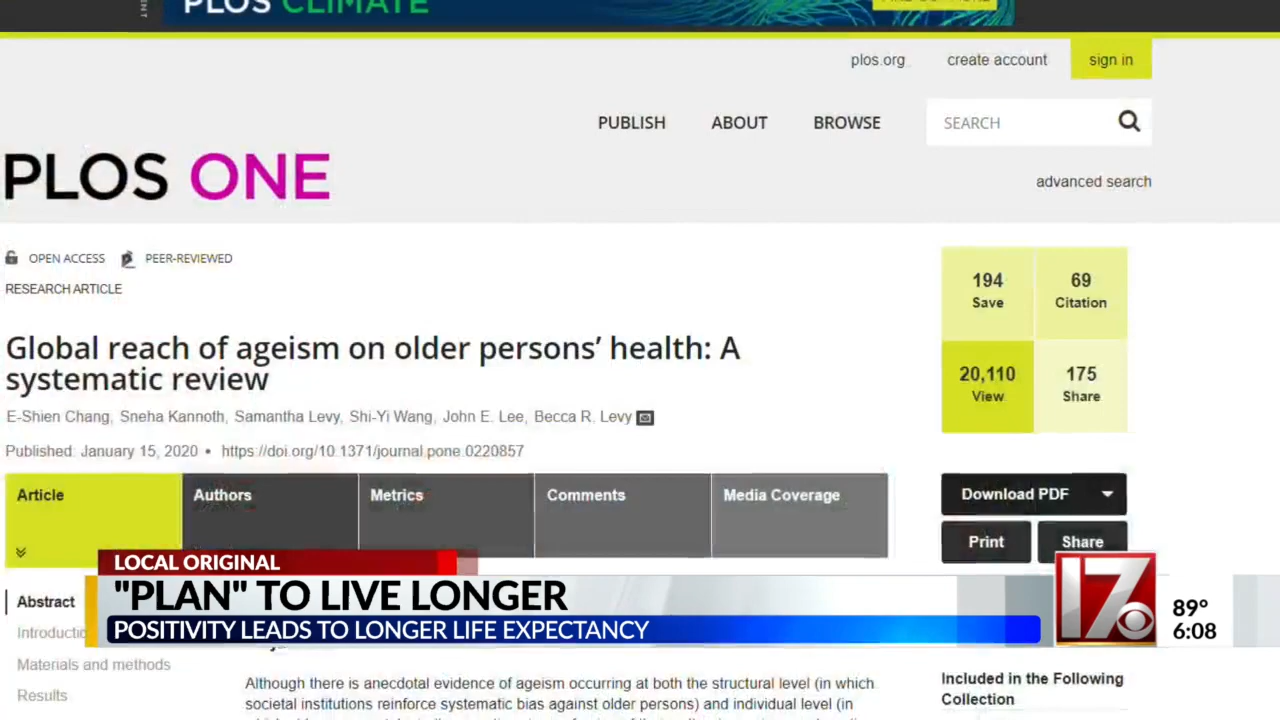 PLOS CLIMATE
plos.org create account sign in
PUBLISH ABOUT BROWSE SEARCH
PLOS ONE
advanced search
OPEN ACCESS PEER-REVIEWED
RESEARCH ARTICLE
194 Save
69 Citation
Global reach of ageism on older persons’ health: A
systematic review
20,110 View
175 Share
E-Shien Chang, Sneha Kannoth, Samantha Levy, Shi-Yi Wang, John E. Lee, Becca R. Levy
Published: January 15, 2020 • https://doi.org/10.1371/journal.pone.0220857
Article Authors Metrics Comments Media Coverage
Download PDF
Print Share
LOCAL ORIGINAL
"PLAN" TO LIVE LONGER
POSITIVITY LEADS TO LONGER LIFE EXPECTANCY
17
89°
6:08
Abstract
Materials and methods
Results
Although there is anecdotal evidence of ageism occurring at both the structural level (in which
societal institutions reinforce systematic bias against older persons) and individual level (in
Included in the Following
Collection